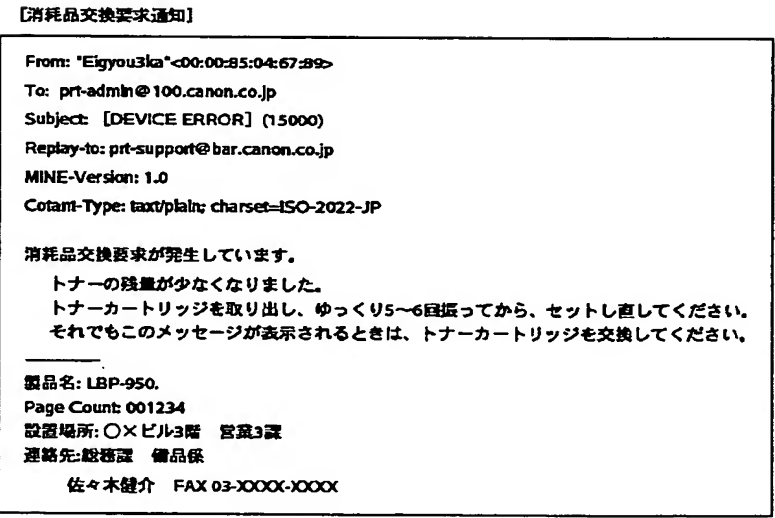 [消耗品交換要求通知]
From: "Eigyou3ka"<00:00:85:04:67:89>
To: prt-admin@100.canon.co.jp
Subject: [DEVICE ERROR] (15000)
Replay-to: prt-support@bar.canon.co.jp
MINE-Version: 1.0
Cotant-Type: taxt/plain; charset=ISO-2022-JP
消耗品交換要求が発生しています。
トナーの残量が少なくなりました。
トナーカートリッジを取り出し、ゆっくり5〜6回振ってから、セットし直してください。
それでもこのメッセージが表示されるときは、トナーカートリッジを交換してください。
製品名: LBP-950.
Page Count: 001234
設置場所: 〇×ビル3階 営業3課
連絡先:総務課 備品係
佐々木健介 FAX 03-XXXX-XXXX